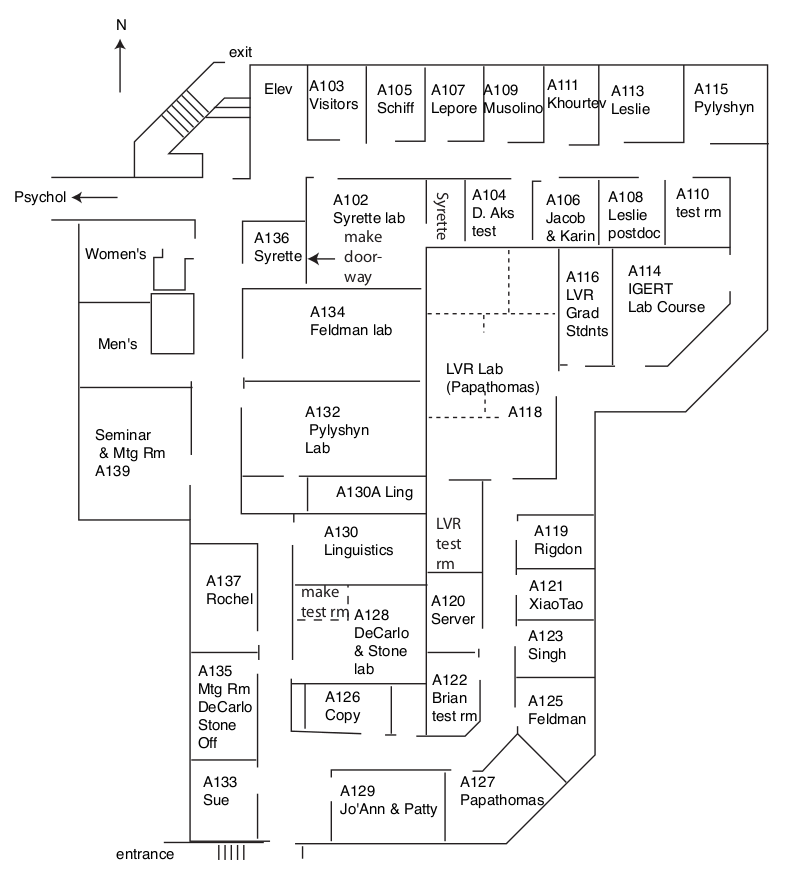 N
exit
Elev
A103
Visitors
A105
Schiff
A107
Lepore
A109
Musolino
A111
Khourtev
A113
Leslie
A115
Pylyshyn
Psychol
A102
Syrette lab
make
door-
way
Syrette
A104
D. Aks
test
A106
Jacob
& Karin
A108
Leslie
postdoc
A110
test rm
Women's
A136
Syrette
A116
LVR
Grad
Stdnts
A114
IGERT
Lab Course
A134
Feldman lab
Men's
LVR Lab
(Papathomas)
A118
A132
Pylyshyn
Lab
Seminar
& Mtg Rm
A139
A130A Ling
A130
Linguistics
LVR
test
rm
A119
Rigdon
A137
Rochel
make
test rm
A128
DeCarlo
& Stone
lab
A120
Server
A121
XiaoTao
A123
Singh
A135
Mtg Rm
DeCarlo
Stone
Off
A126
Copy
A122
Brian
test rm
A125
Feldman
A133
Sue
A129
Jo'Ann & Patty
A127
Papathomas
entrance